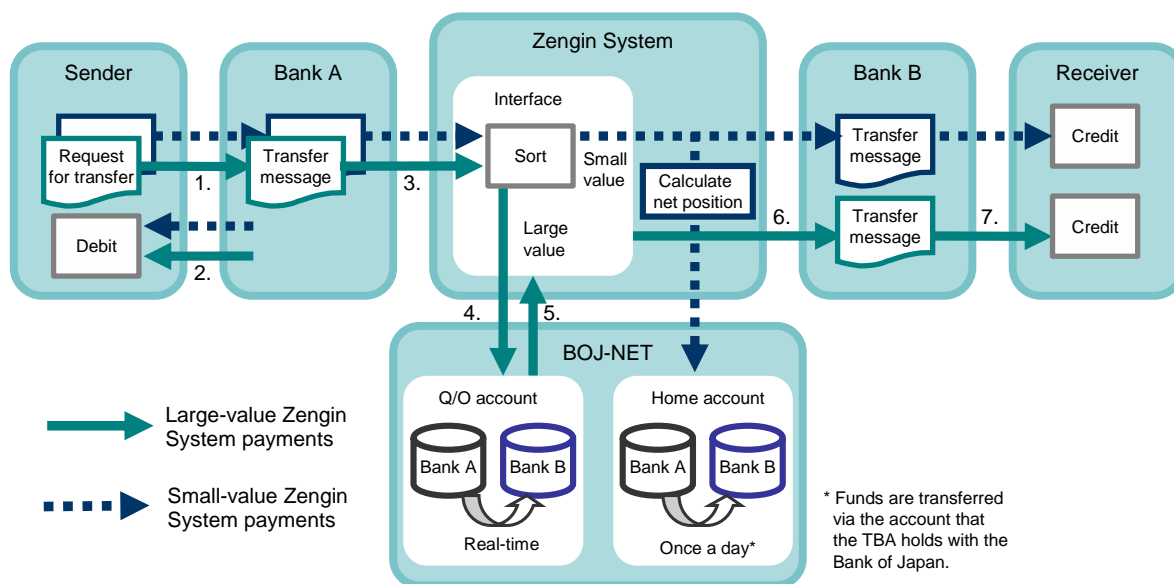 Zengin System
Sender
Bank A
Bank B
Receiver
Interface
Request
for transfer
Transfer
message
Sort
Small
value
Calculate
net position
Transfer
message
Credit
1.
3.
Debit
2.
Large
value
6.
Transfer
message
7.
Credit
4.
5.
BOJ-NET
Q/O account
Home account
Bank A
Bank B
Bank A
Bank B
Real-time
Once a day*
Large-value Zengin
System payments
Small-value Zengin
System payments
* Funds are transferred
via the account that
the TBA holds with the
Bank of Japan.